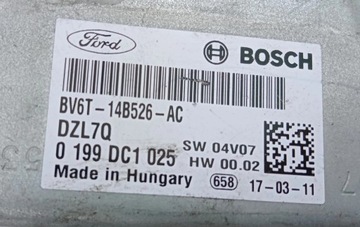 Ford
BOSCH
BV6T-14B526-AC
DZL7Q
SW 04V07
0 199 DC1 025
HW 00.02
Made in Hungary
658
17-03-11